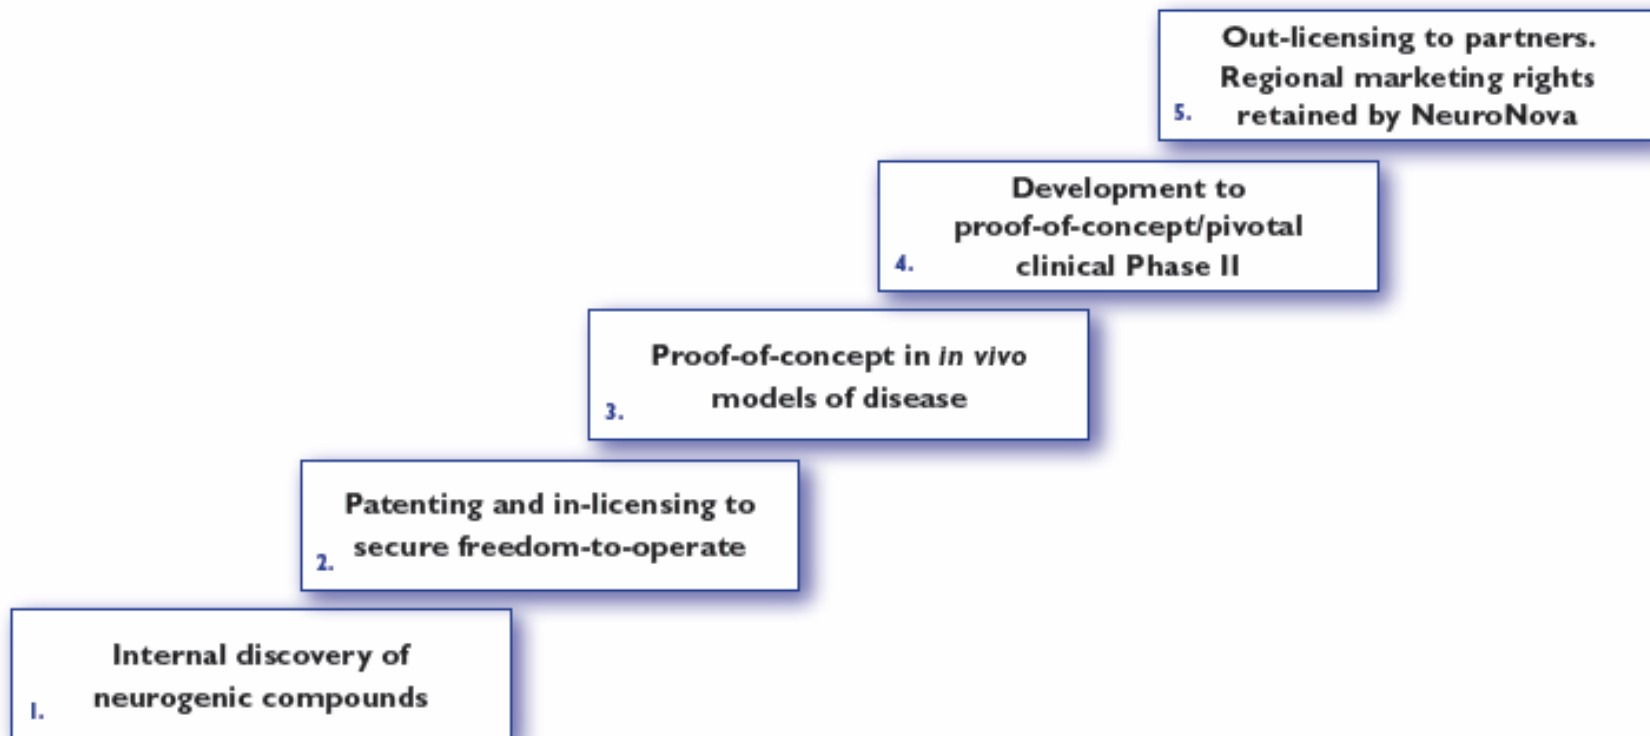 Out-licensing to partners.
Regional marketing rights
5. retained by NeuroNova
Development to
proof-of-concept/pivotal
4. clinical Phase II
Proof-of-concept in in vivo
models of disease
3.
Patenting and in-licensing to
2. secure freedom-to-operate
Internal discovery of
neurogenic compounds
1.